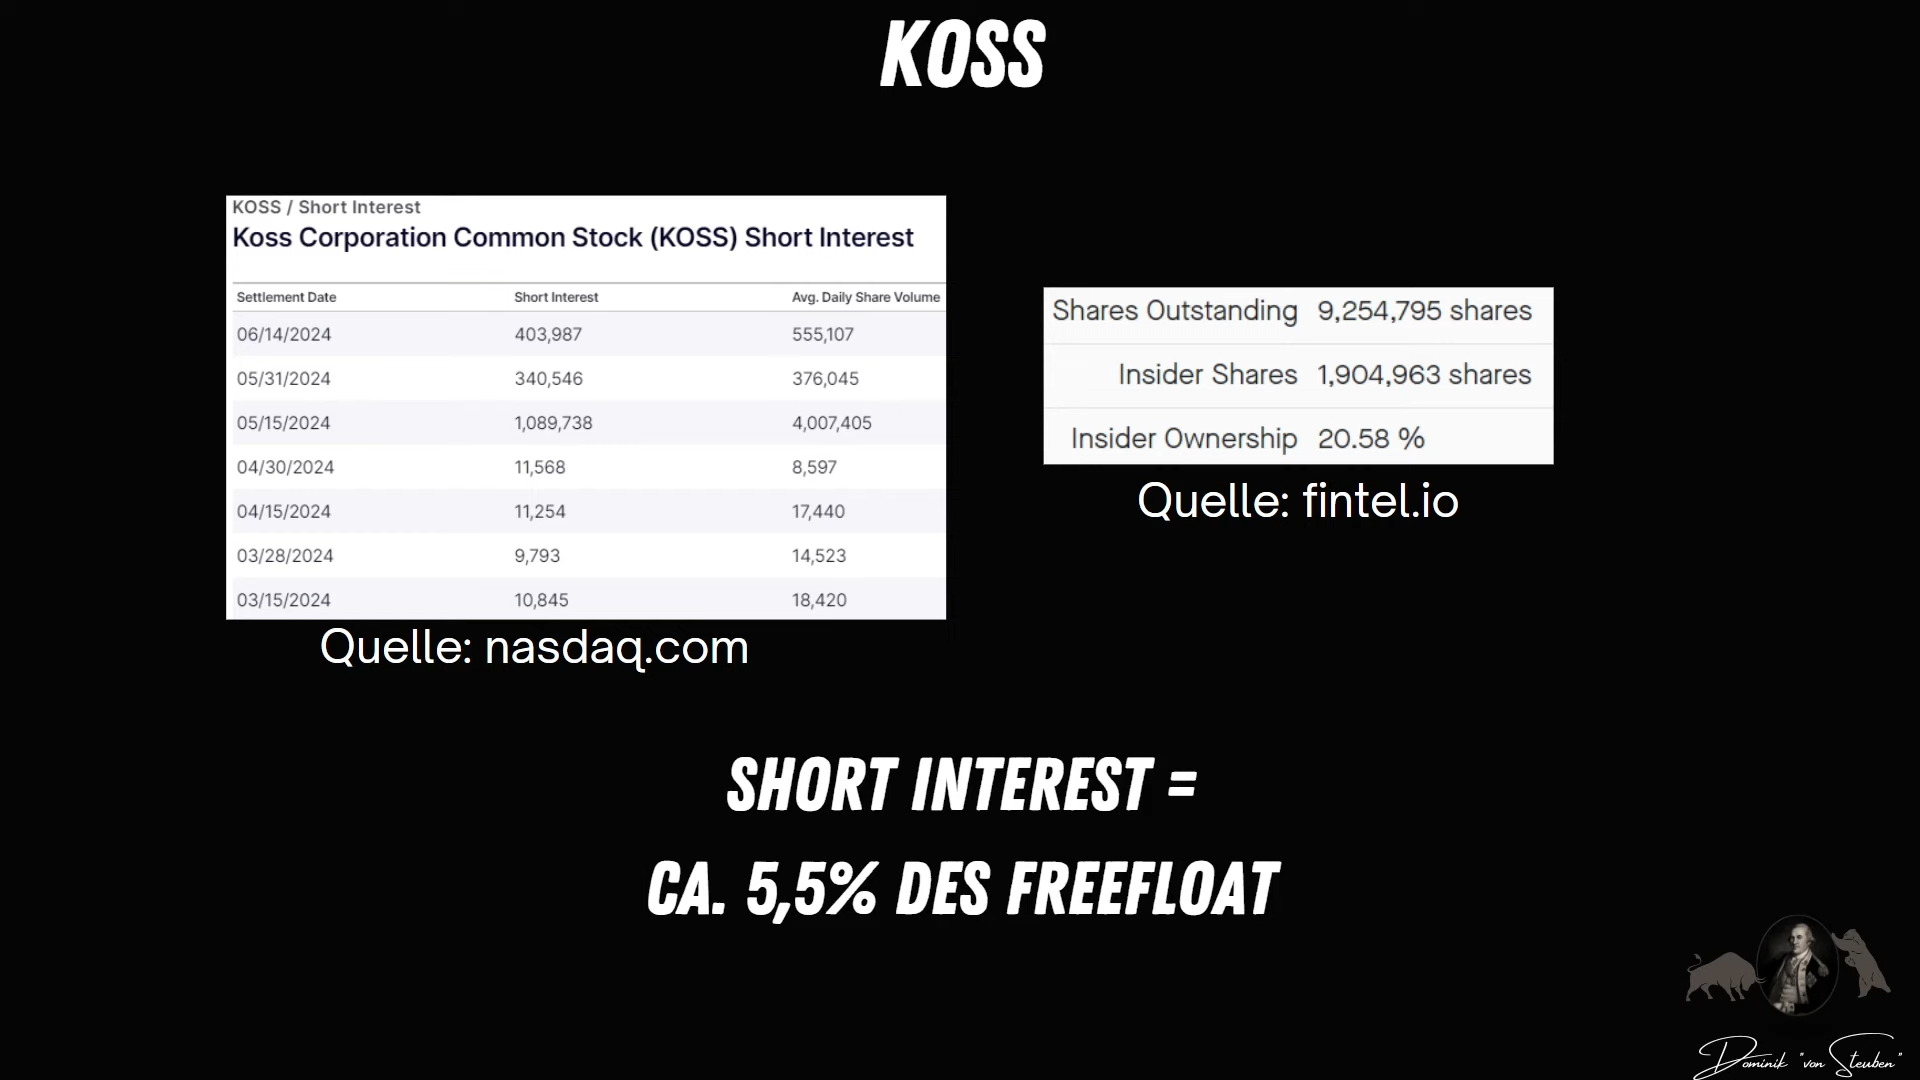 KOSS
KOSS / Short Interest
Koss Corporation Common Stock (KOSS) Short Interest
Settlement Date Short Interest Avg. Daily Share Volume
06/14/2024 403,987 555,107
05/31/2024 340,546 376,045
05/15/2024 1,089,738 4,007,405
04/30/2024 11,568 8,597
04/15/2024 11,254 17,440
03/28/2024 9,793 14,523
03/15/2024 10,845 18,420
Quelle: nasdaq.com
Shares Outstanding 9,254,795 shares
Insider Shares 1,904,963 shares
Insider Ownership 20.58 %
Quelle: fintel.io
SHORT INTEREST =
CA. 5,5% DES FREEFLOAT
Dominik "von Steuben"